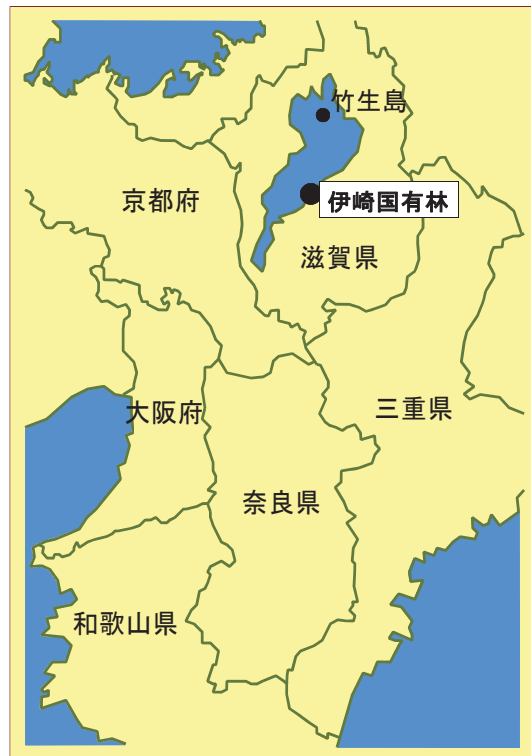 竹生島
京都府
伊崎国有林
滋賀県
大阪府
三重県
奈良県
和歌山県